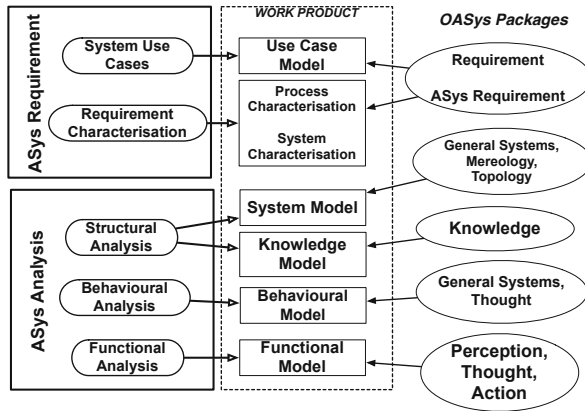 WORK PRODUCT
OASys Packages
ASys Requirement
System Use
Cases
Requirement
Characterisation
Use Case
Model
Process
Characterisation
System
Characterisation
Requirement
ASys Requirement
ASys Analysis
Structural
Analysis
Behavioural
Analysis
Functional
Analysis
System Model
Knowledge
Model
Behavioural
Model
Functional
Model
General Systems,
Mereology,
Topology
Knowledge
General Systems,
Thought
Perception,
Thought,
Action